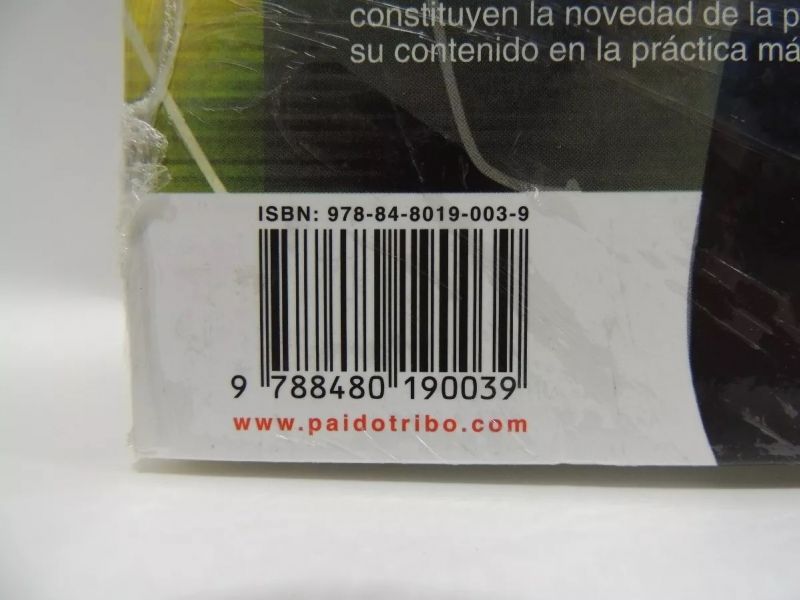 constituyen la novedad de la
su contenido en la práctica
ISBN: 978-84-8019-003-9
9 788480 190039
www.paidotribo.com